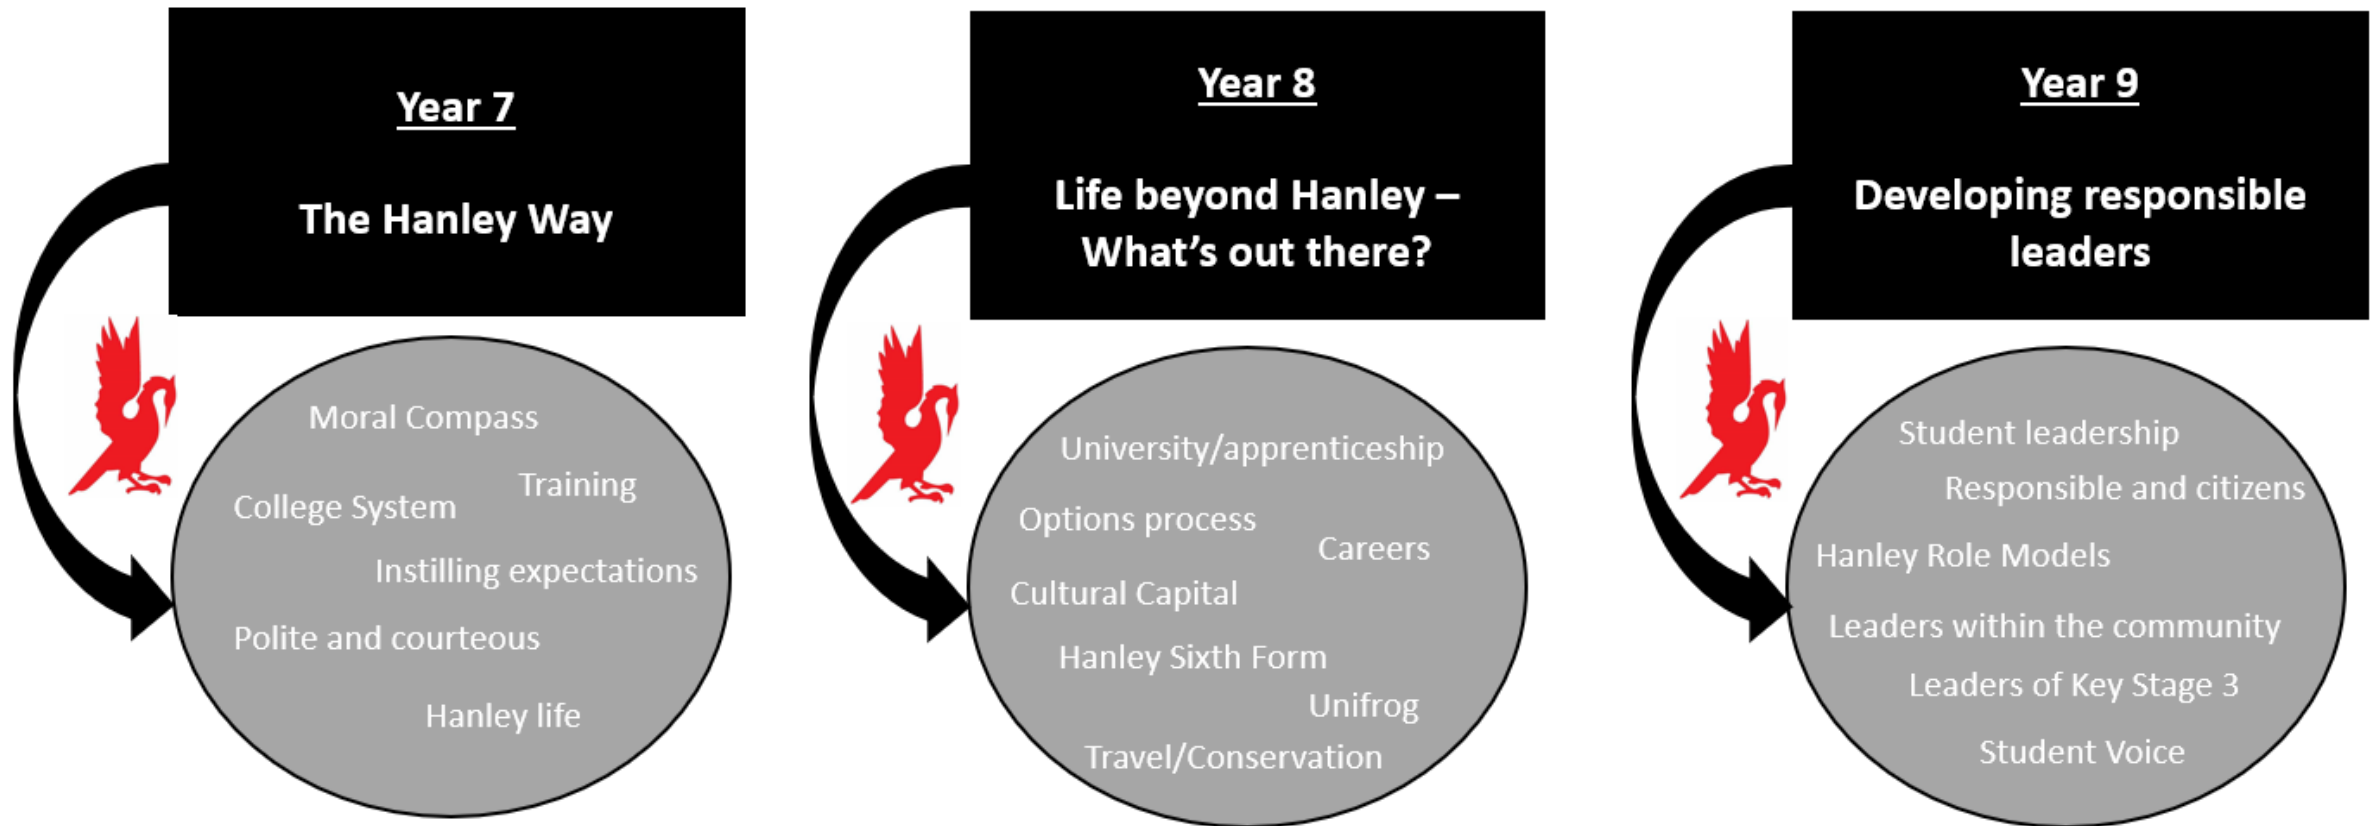 Year 7
The Hanley Way
Moral Compass
Training
College System
Instilling expectations
Polite and courteous
Hanley life
Year 8
Life beyond Hanley –
What's out there?
University/apprenticeship
Options process
Careers
Cultural Capital
Hanley Sixth Form
Unifrog
Travel/Conservation
Year 9
Developing responsible
leaders
Student leadership
Responsible and citizens
Hanley Role Models
Leaders within the community
Leaders of Key Stage 3
Student Voice